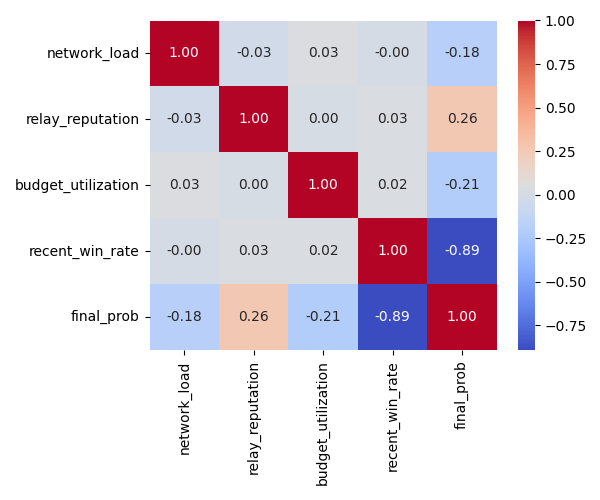 network_load 1.00 -0.03 0.03 -0.00 -0.18
relay_reputation -0.03 1.00 0.00 0.03 0.26
budget_utilization 0.03 0.00 1.00 0.02 -0.21
recent_win_rate -0.00 0.03 0.02 1.00 -0.89
final_prob -0.18 0.26 -0.21 -0.89 1.00
network_load
relay_reputation
budget_utilization
recent_win_rate
final_prob
1.00
0.75
0.50
0.25
0.00
−0.25
−0.50
−0.75